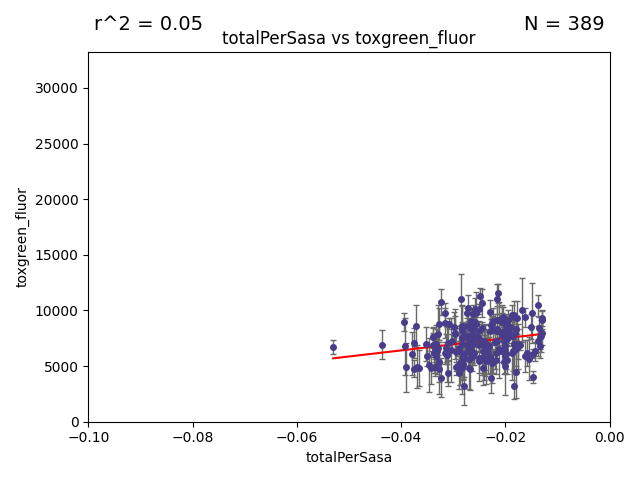 r^2 = 0.05
N = 389
totalPerSasa vs toxgreen_fluor
30000
25000
20000
15000
10000
5000
0
toxgreen_fluor
−0.10
−0.08
−0.06
−0.04
−0.02
0.00
totalPerSasa